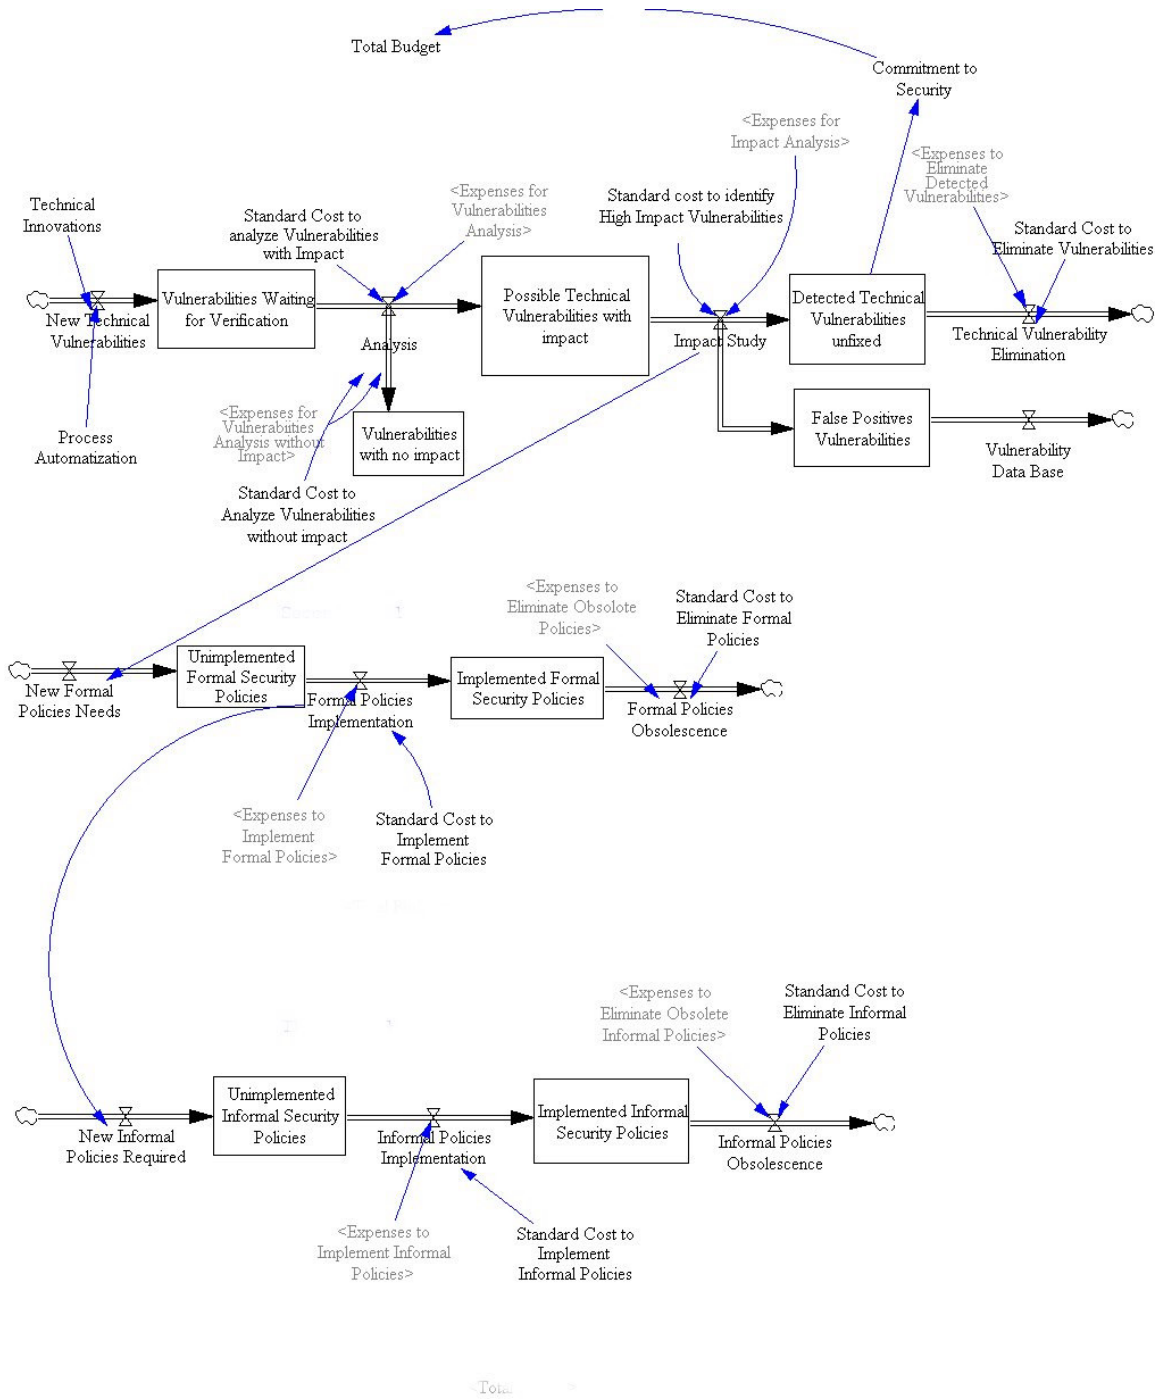 Total Budget
Commitment to
Security
<Expenses for
Impact Analysis>
<Expenses to
Eliminate
Detected
Vulnerabilities>
Technical
Innovations
Standard Cost to
analyze Vulnerabilities
with Impact
<Expenses for
Vulnerabilities
Analysis>
Standard cost to identify
High Impact Vulnerabilities
Standard Cost to
Eliminate Vulnerabilities
New Technical
Vulnerabilities
Vulnerabilities Waiting
for Verification
Analysis
Possible Technical
Vulnerabilities with
impact
Impact Study
Detected Technical
Vulnerabilities
unfixed
Technical Vulnerability
Elimination
Process
Automatization
<Expenses for
Vulnerabities
Analysis without
Impact>
Vulnerabilities
with no impact
False Positives
Vulnerabilities
Vulnerability
Data Base
Standard Cost to
Analyze Vulnerabilities
without impact
<Expenses to
Eliminate Obsolote
Policies>
Standard Cost to
Eliminate Formal
Policies
New Formal
Policies Needs
Unimplemented
Formal Security
Policies
Formal Policies
Implementation
Implemented Formal
Security Policies
Formal Policies
Obsolescence
<Expenses to
Implement
Formal Policies>
Standard Cost to
Implement
Formal Policies
<Expenses to
Eliminate Obsolete
Informal Policies>
Standand Cost to
Eliminate Informal
Policies
New Informal
Policies Required
Unimplemented
Informal Security
Policies
Informal Policies
Implementation
Implemented Informal
Security Policies
Informal Policies
Obsolescence
<Expenses to
Implement Informal
Policies>
Standard Cost to
Implement
Informal Policies